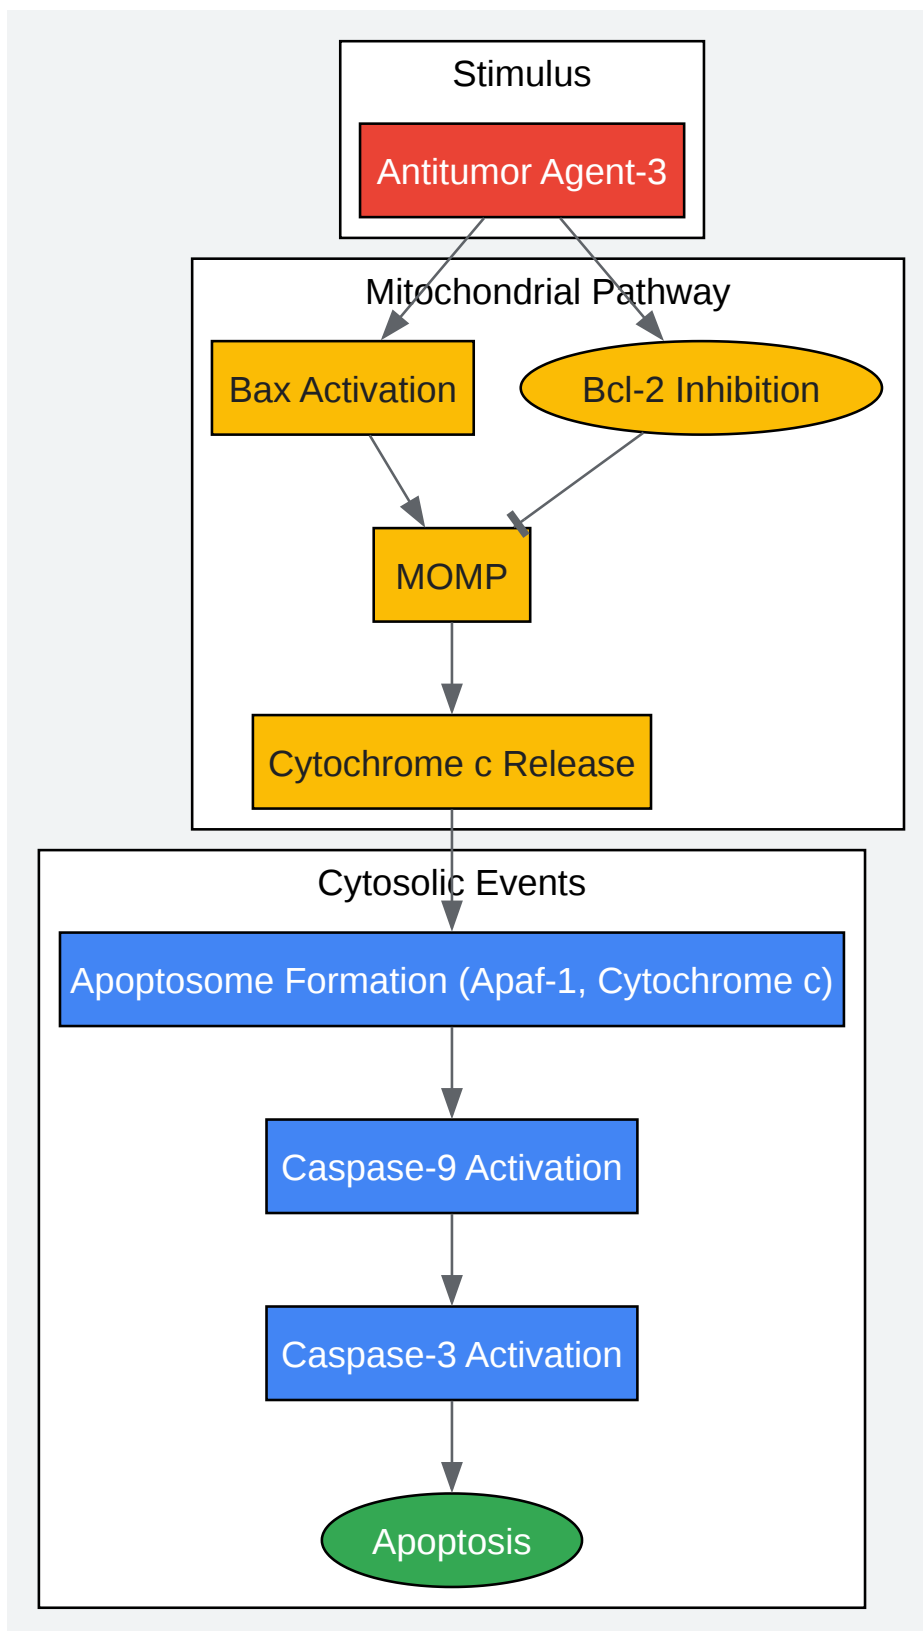 Stimulus
Antitumor Agent-3
Mitochondrial Pathway
Bax Activation
Bcl-2 Inhibition
MOMP
Cytochrome c Release
Cytosolic Events
Apoptosome Formation (Apaf-1, Cytochrome c)
Caspase-9 Activation
Caspase-3 Activation
Apoptosis